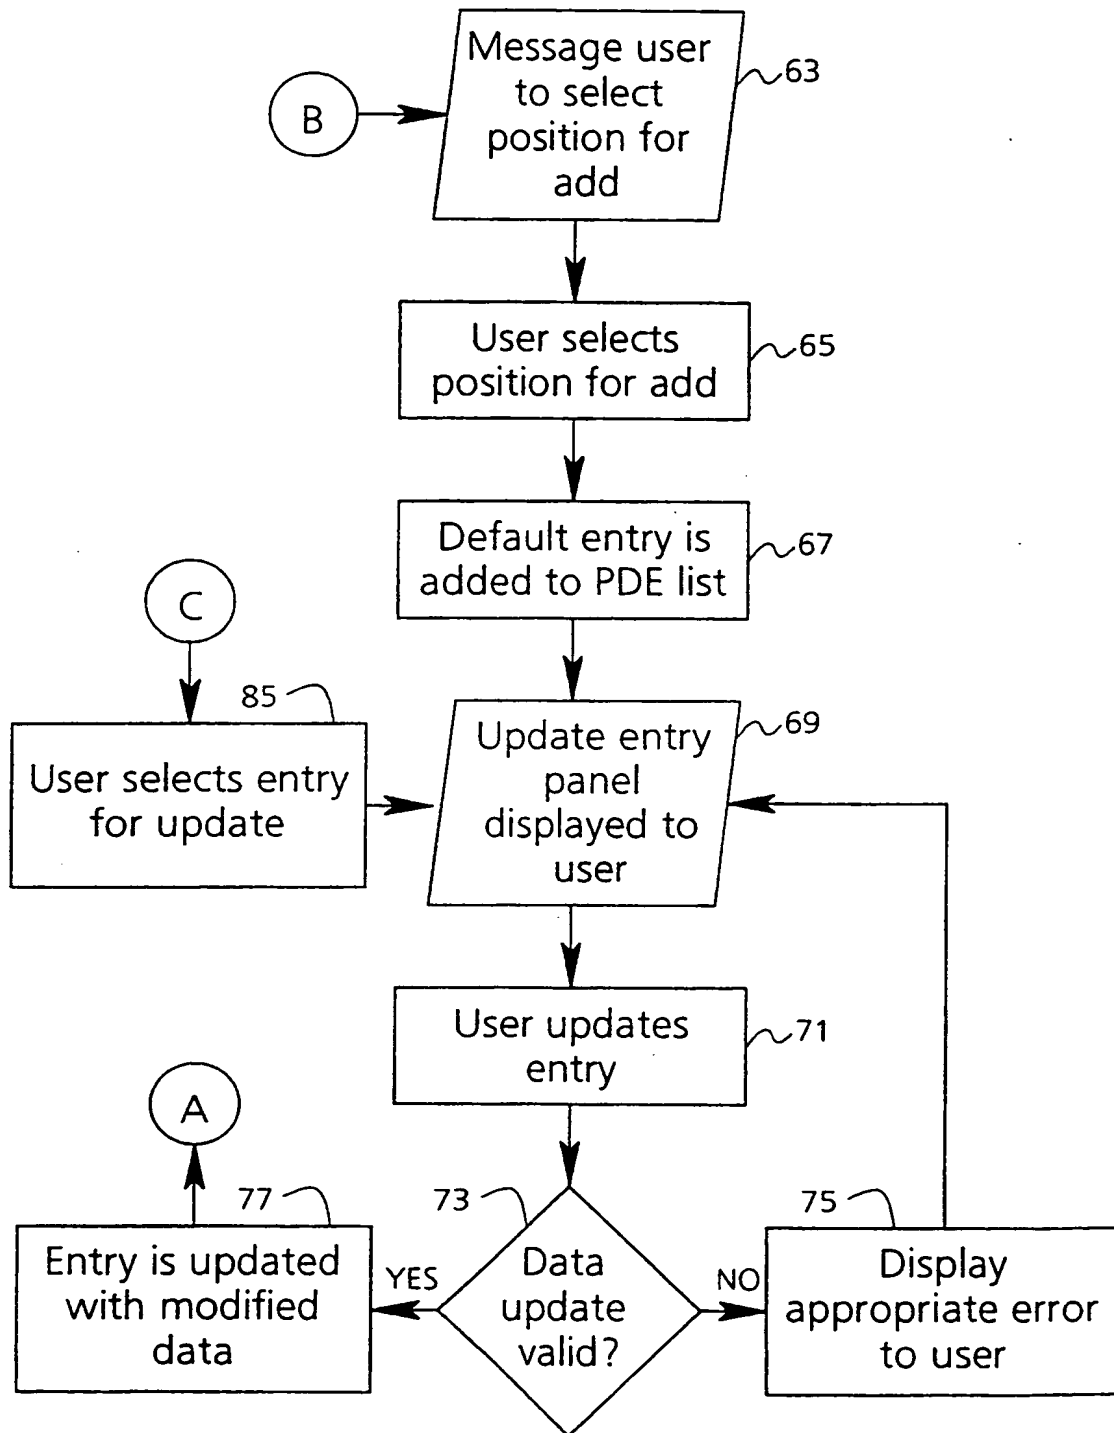 Message user
to select
position for
add
63
B
User selects
position for add
65
Default entry is
added to PDE list
67
C
85
User selects entry
for update
Update entry
panel
displayed to
user
69
User updates
entry
71
A
77
Entry is updated
with modified
data
YES
73
Data
update
valid?
NO
75
Display
appropriate error
to user